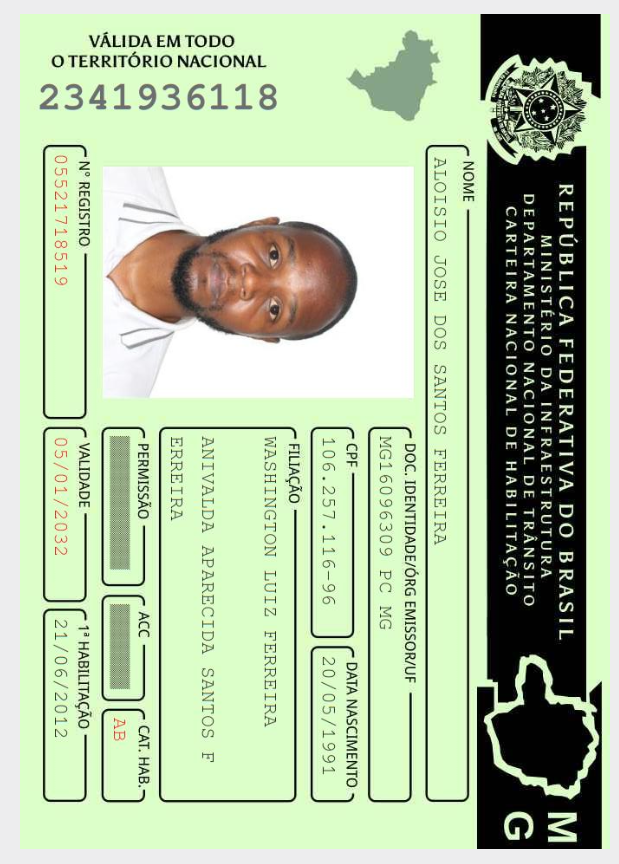 VÁLIDA EM TODO
O TERRITÓRIO NACIONAL
2341936118
REPÚBLICA FEDERATIVA DO BRASIL
MINISTÉRIO DA INFRAESTRUTURA
DEPARTAMENTO NACIONAL DE TRÂNSITO
CARTEIRA NACIONAL DE HABILITAÇÃO
MG
NOME
ALOISIO JOSE DOS SANTOS FERREIRA
DOC. IDENTIDADE/ÓRG EMISSOR/UF
MG16096309 PC MG
CPF
106.257.116-96
DATA NASCIMENTO
20/05/1991
FILIAÇÃO
WASHINGTON LUIZ FERREIRA
ANIVALDA APARECIDA SANTOS F
ERREIRA
PERMISSÃO
ACC
CAT. HAB.
AB
Nº REGISTRO
05521718519
VALIDADE
05/01/2032
1ª HABILITAÇÃO
21/06/2012